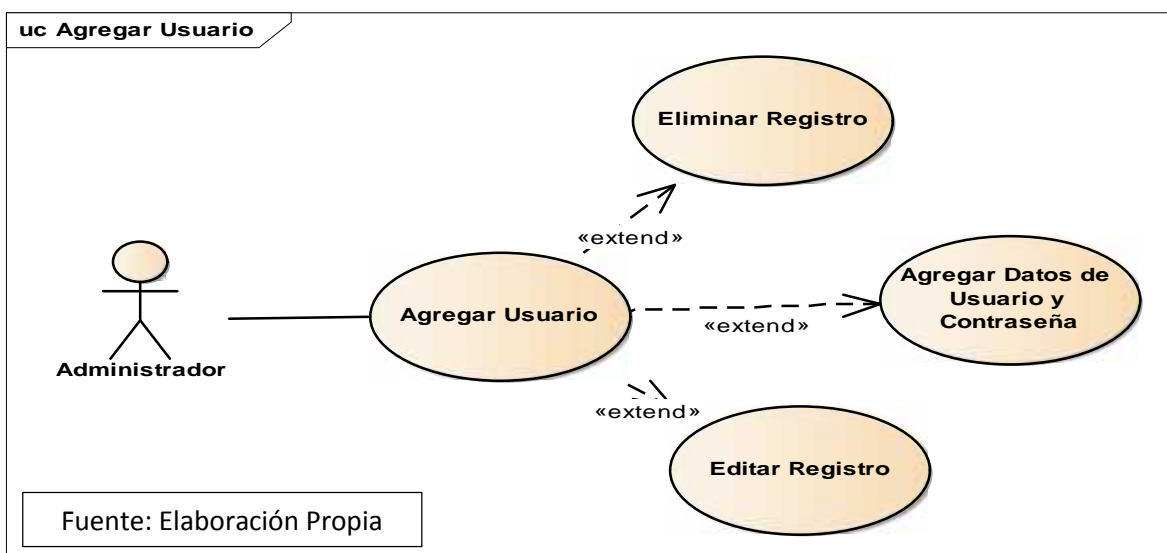 uc Agregar Usuario
Eliminar Registro
«extend»
Agregar Datos de
Usuario y
Contraseña
Agregar Usuario
«extend»
Administrador
«extend»
Editar Registro
Fuente: Elaboración Propia